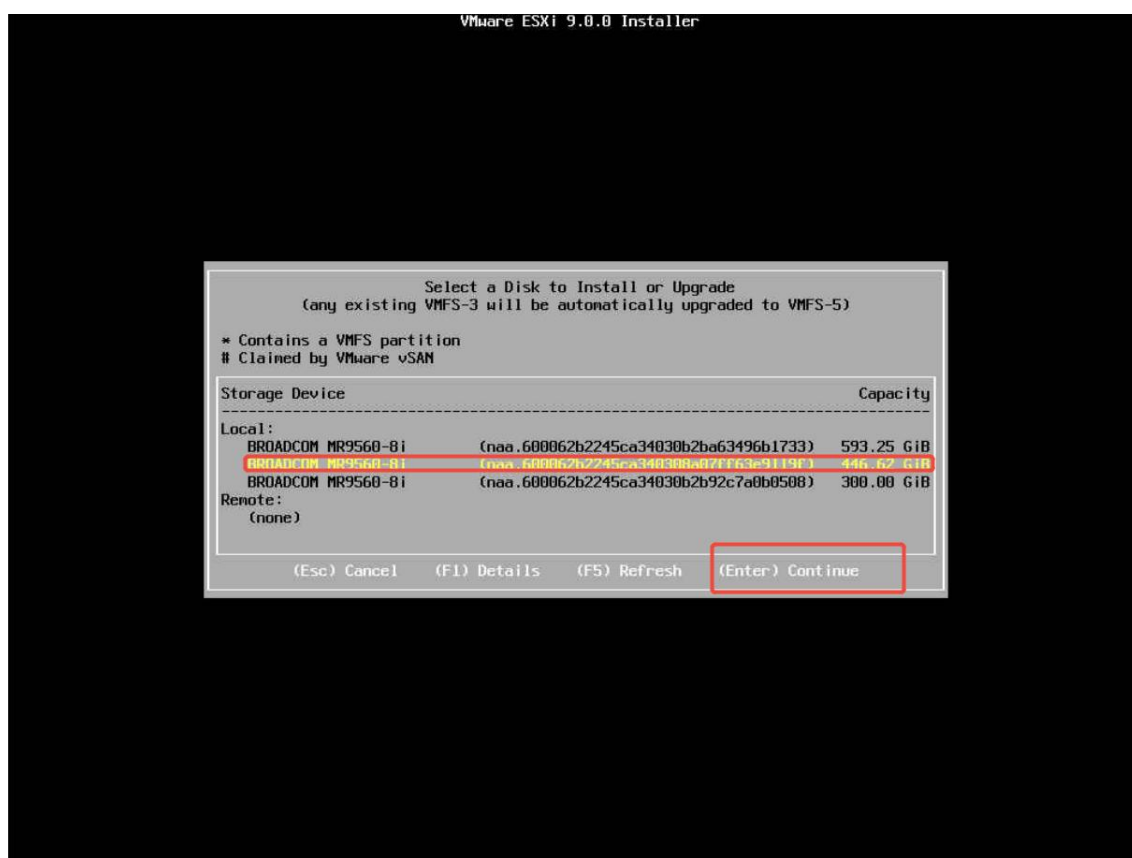 VMware ESXi 9.0.0 Installer
Select a Disk to Install or Upgrade
(any existing VMFS-3 will be automatically upgraded to VMFS-5)
* Contains a VMFS partition
# Claimed by VMware vSAN
Storage Device Capacity
Local:
BROADCOM MR9560-8i (naa.600062b2245ca34030b2ba63496b1733) 593.25 GiB
BROADCOM MR9560-8i 446.62 GiB
BROADCOM MR9560-8i (naa.600062b2245ca34030b2b92c7a0b0508) 300.00 GiB
Remote:
(none)
(Esc) Cancel (F1) Details (F5) Refresh (Enter) Continue